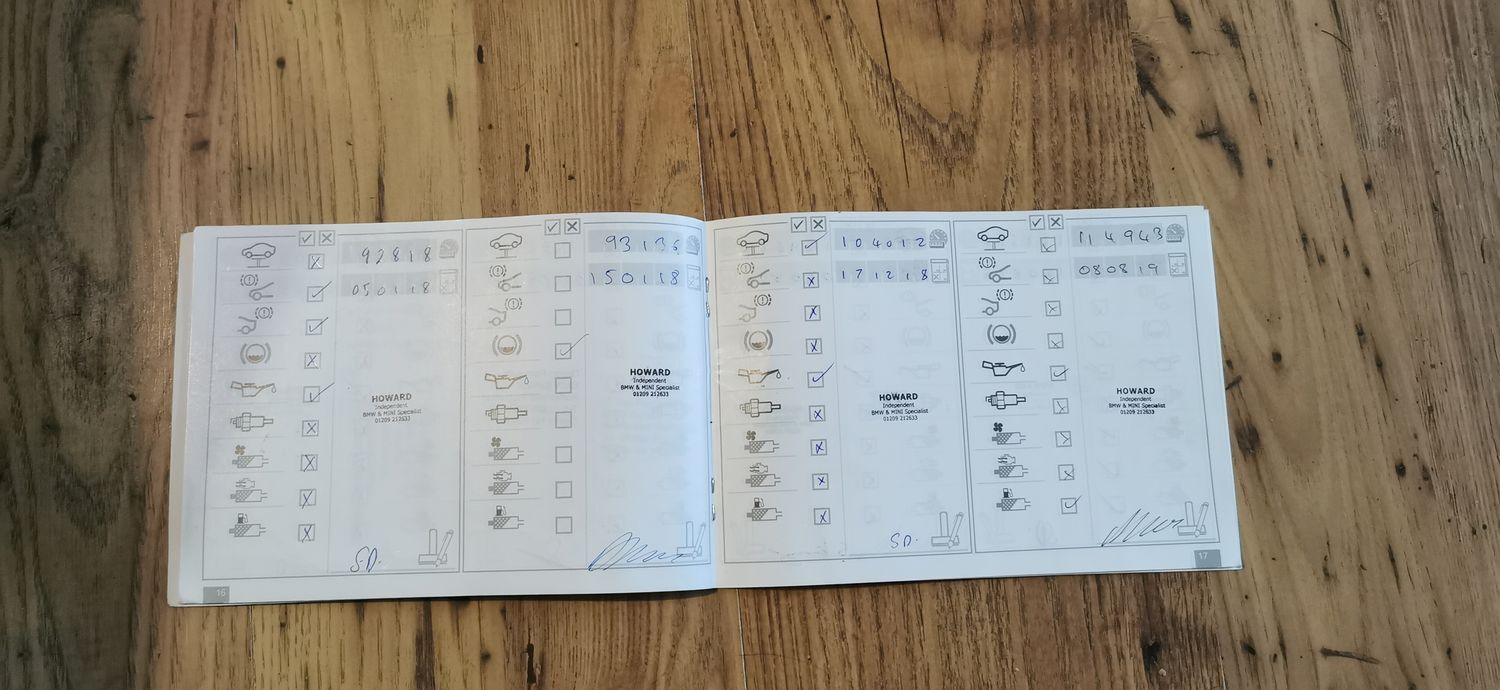 92818
050118
HOWARD
Independent
BMW & MINI Specialist
01209 212633
S.D.
16
93136
150118
HOWARD
Independent
BMW & MINI Specialist
01209 212633
104012
171218
HOWARD
Independent
BMW & MINI Specialist
01209 212633
S.D.
114943
080819
HOWARD
Independent
BMW & MINI Specialist
01209 212633
17